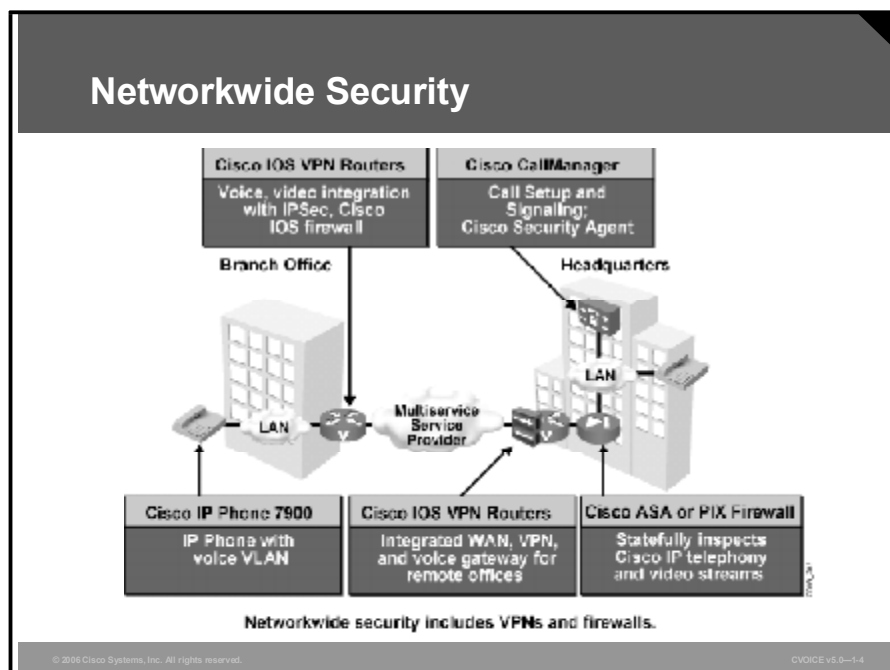 Networkwide Security
Cisco IOS VPN Routers
Voice, video integration
with IPSec, Cisco
IOS firewall
Cisco CallManager
Call Setup and
Signaling;
Cisco Security Agent
Branch Office
Headquarters
LAN
V
Multiservice
Service
Provider
V
LAN
Cisco IP Phone 7900
IP Phone with
voice VLAN
Cisco IOS VPN Routers
Integrated WAN, VPN,
and voice gateway for
remote offices
Cisco ASA or PIX Firewall
Statefully inspects
Cisco IP telephony
and video streams
Networkwide security includes VPNs and firewalls.
© 2006 Cisco Systems, Inc. All rights reserved.
CVOICE v5.0—1-4